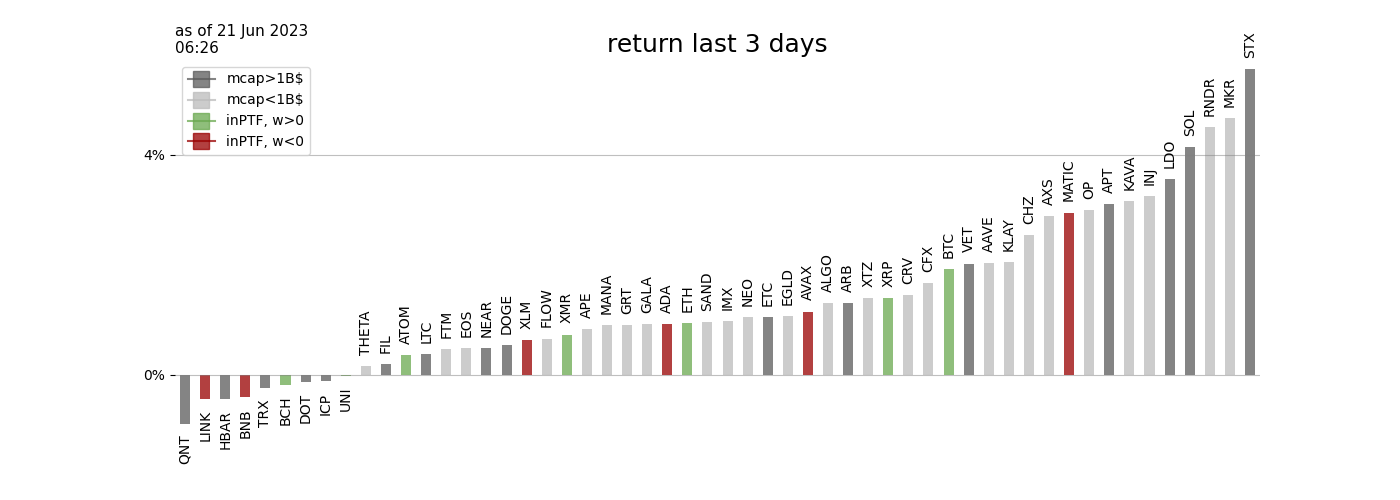 as of 21 Jun 2023
06:26
return last 3 days
mcap>1B$
mcap<1B$
inPTF, w>0
inPTF, w<0
4%
0%
QNT
LINK
HBAR
BNB
TRX
BCH
DOT
ICP
UNI
THETA
FIL
ATOM
LTC
FTM
EOS
NEAR
DOGE
XLM
FLOW
XMR
APE
MANA
GRT
GALA
ADA
ETH
SAND
IMX
NEO
ETC
EGLD
AVAX
ALGO
ARB
XTZ
XRP
CRV
CFX
BTC
VET
AAVE
KLAY
CHZ
AXS
MATIC
OP
APT
KAVA
INJ
LDO
SOL
RNDR
MKR
STX